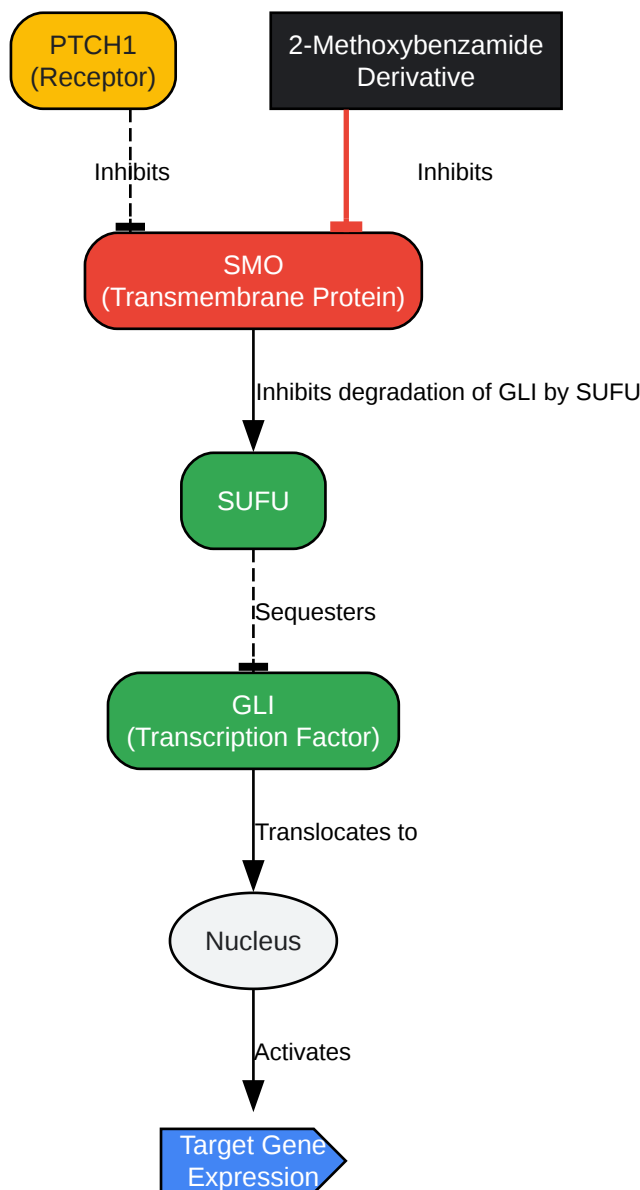 PTCH1
(Receptor)
2-Methoxybenzamide
Derivative
Inhibits
Inhibits
SMO
(Transmembrane Protein)
Inhibits degradation of GLI by SUFU
SUFU
Sequesters
GLI
(Transcription Factor)
Translocates to
Nucleus
Activates
Target Gene
Expression